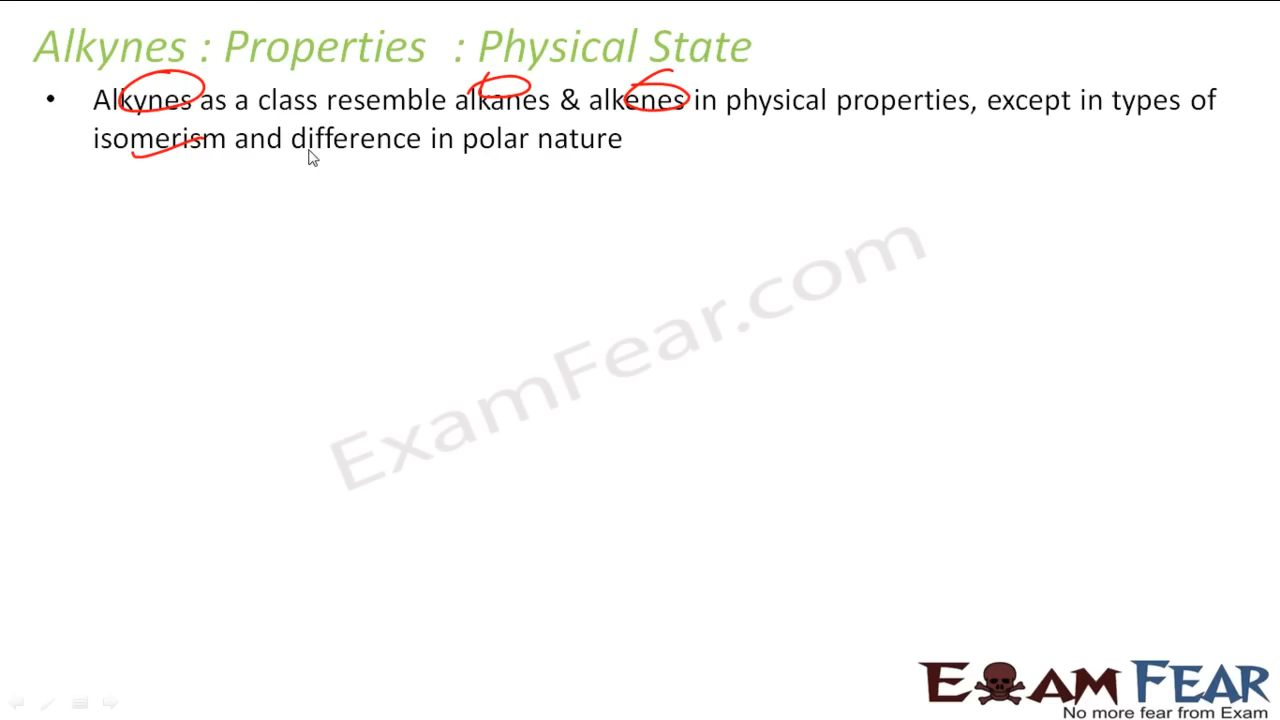 Alkynes : Properties : Physical State
• Alkynes as a class resemble alkanes & alkenes in physical properties, except in types of
isomerism and difference in polar nature
ExamFear.com
EXAM FEAR
No more fear from Exam